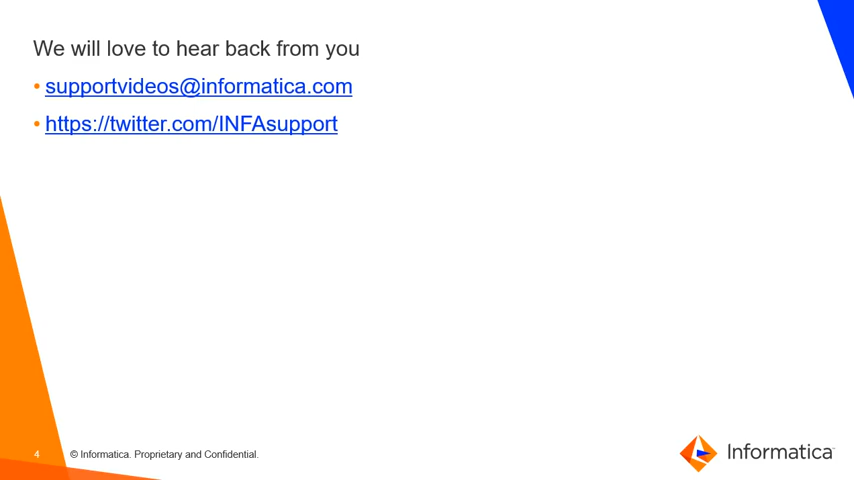 We will love to hear back from you
• supportvideos@informatica.com
• https://twitter.com/INFAsupport
4 © Informatica. Proprietary and Confidential.
Informatica